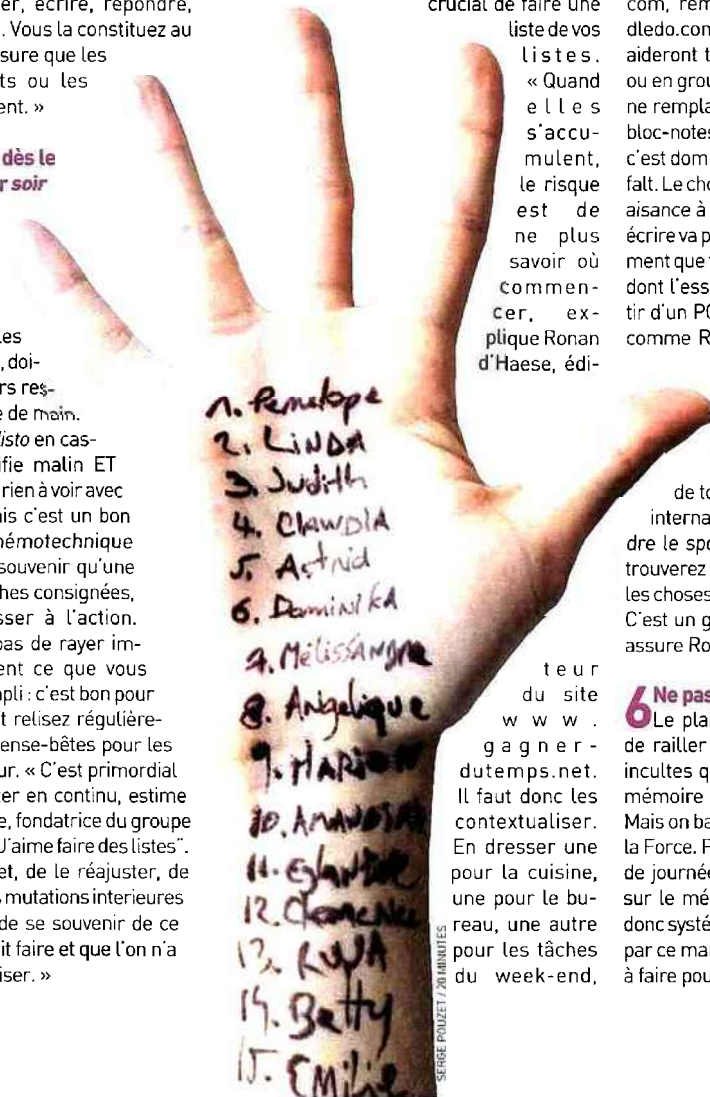 er, écrire, répondre,
. Vous la constituez au
sure que les
ts ou les
ent. »
dès le
r soir
les
, doi-
rs res-
e de main.
listo en cas-
ifie malin ET
rien à voir avec
is c'est un bon
némotechnique
souvenir qu'une
hes consignées,
sser à l'action.
pas de rayer im-
ent ce que vous
pli : c'est bon pour
t relisez régulière-
ense-bêtes pour les
ur. « C'est primordial
er en continu, estime
e, fondatrice du groupe
J'aime faire des listes".
et, de le réajuster, de
s mutations interieures
de se souvenir de ce
it faire et que l'on n'a
iser. »
1. Penelope
2. LiNDA
3. Judith
4. CLAWDIA
5. Astrid
6. DominiKA
7. MélissANDRE
8. Angelique
9. MARION
10. AMANDINE
11. Eglantine
12. Clemence
13.
14. Betty
15. EMilie
SERGE POUZET / 20 MINUTES
crucial de faire une
liste de vos
listes.
« Quand
elles
s'accu-
mulent,
le risque
est de
ne plus
savoir où
commen-
cer, ex-
plique Ronan
d'Haese, édi-
teur
du site
www.
gagner-
dutemps.net.
Il faut donc les
contextualiser.
En dresser une
pour la cuisine,
une pour le bu-
reau, une autre
pour les tâches
du week-end,
com, rem
dledo.com
aideront t
ou en grou
ne rempla
bloc-notes
c'est dom
falt. Le cho
aisance à
écrire va p
ment que
dont l'ess
tir d'un PC
comme R
de to
interna
dre le spo
trouverez
les choses
C'est un g
assure Ro
6 Ne pas
Le plai
de railler
incultes q
mémoire
Mais on ba
la Force. F
de journée
sur le mé
donc systé
par ce mar
à faire pou